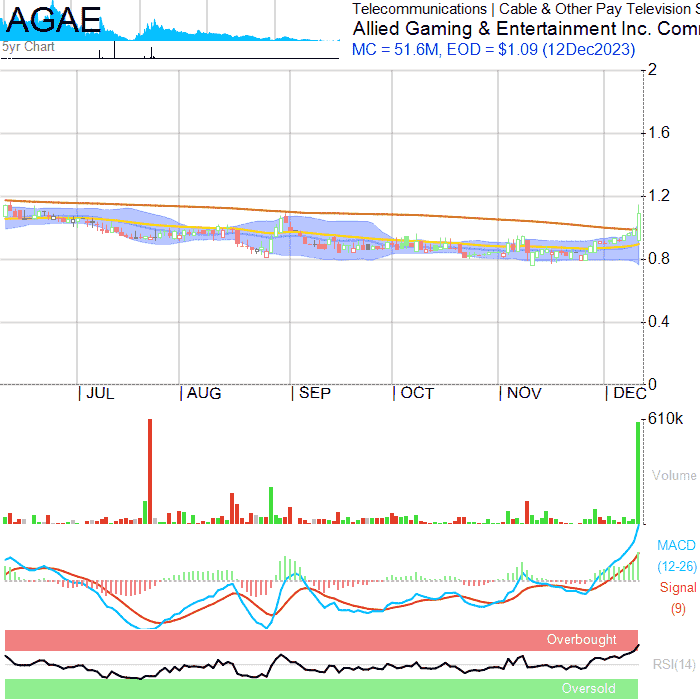 AGAE
5yr Chart
Telecommunications | Cable & Other Pay Television S
Allied Gaming & Entertainment Inc. Com
MC = 51.6M, EOD = $1.09 (12Dec2023)
2
1.6
1.2
0.8
0.4
0
| JUL | AUG | SEP | OCT | NOV | DEC
610k
Volume
MACD
(12-26)
Signal
(9)
Overbought
RSI(14)
Oversold